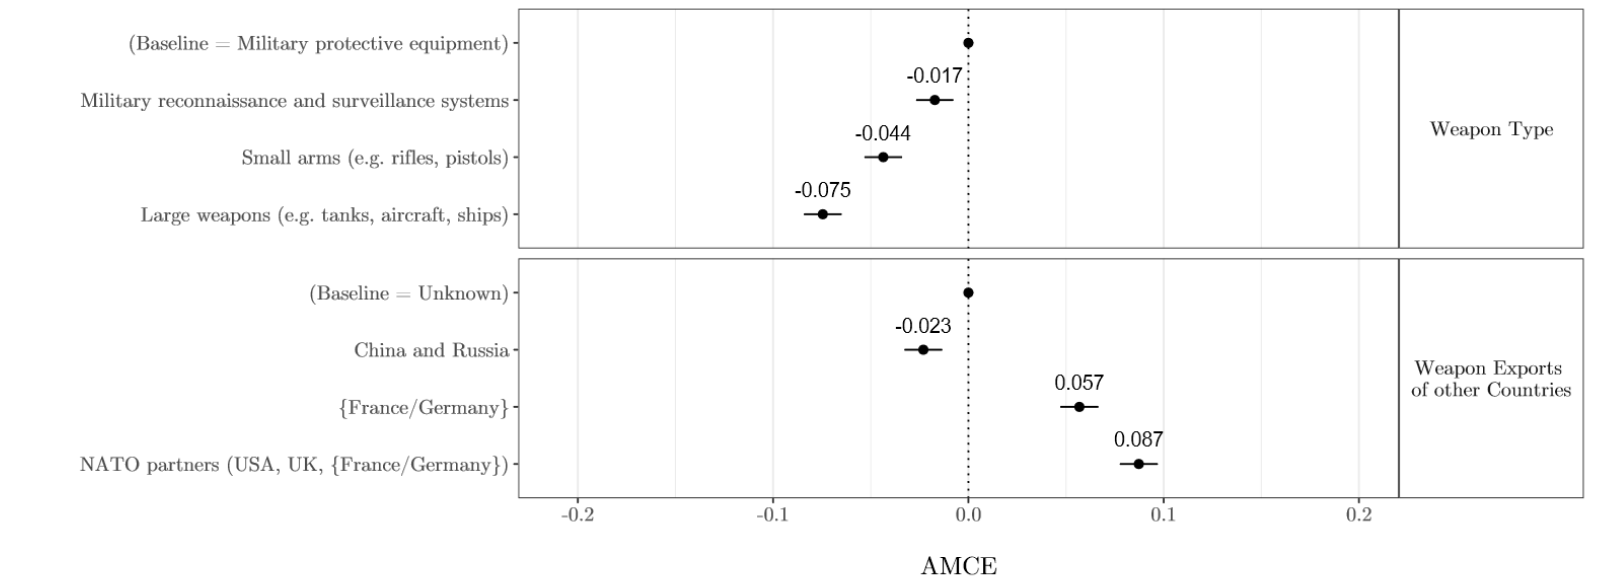 (Baseline = Military protective equipment)
-0.017
Military reconnaissance and surveillance systems
-0.044
Small arms (e.g. rifles, pistols)
-0.075
Large weapons (e.g. tanks, aircraft, ships)
Weapon Type
(Baseline = Unknown)
-0.023
China and Russia
0.057
{France/Germany}
0.087
NATO partners (USA, UK, {France/Germany})
Weapon Exports
of other Countries
-0.2 -0.1 0.0 0.1 0.2
AMCE